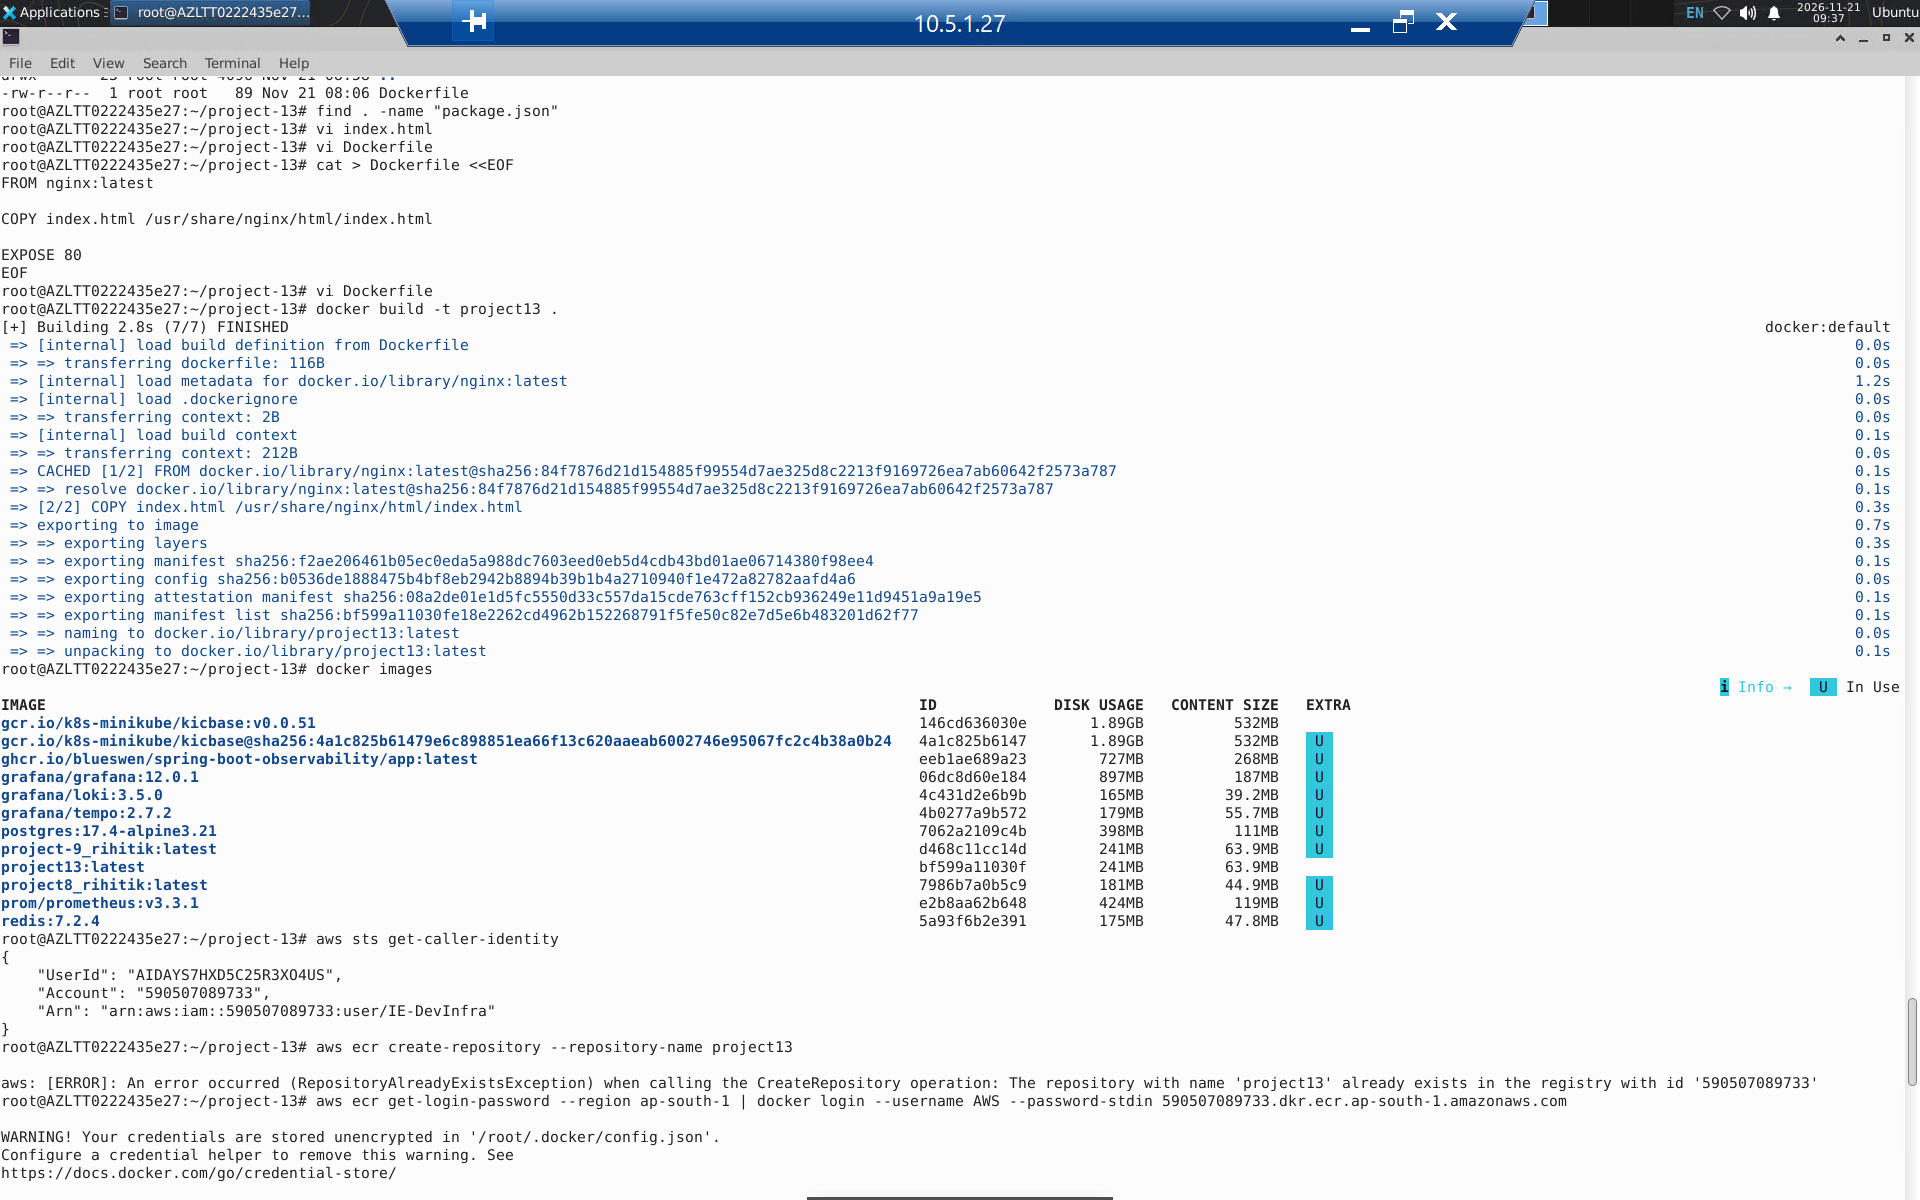 Applications
root@AZLTT0222435e27:...
10.5.1.27
EN
2026-11-21
09:37
Ubuntu
File Edit View Search Terminal Help
-rw-r--r--  1 root root   89 Nov 21 08:06 Dockerfile
root@AZLTT0222435e27:~/project-13# find . -name "package.json"
root@AZLTT0222435e27:~/project-13# vi index.html
root@AZLTT0222435e27:~/project-13# vi Dockerfile
root@AZLTT0222435e27:~/project-13# cat > Dockerfile <<EOF
FROM nginx:latest
COPY index.html /usr/share/nginx/html/index.html
EXPOSE 80
EOF
root@AZLTT0222435e27:~/project-13# vi Dockerfile
root@AZLTT0222435e27:~/project-13# docker build -t project13 .
[+] Building 2.8s (7/7) FINISHED docker:default
=> [internal] load build definition from Dockerfile 0.0s
=> => transferring dockerfile: 116B 0.0s
=> [internal] load metadata for docker.io/library/nginx:latest 1.2s
=> [internal] load .dockerignore 0.0s
=> => transferring context: 2B 0.0s
=> [internal] load build context 0.1s
=> => transferring context: 212B 0.0s
=> CACHED [1/2] FROM docker.io/library/nginx:latest@sha256:84f7876d21d154885f99554d7ae325d8c2213f9169726ea7ab60642f2573a787 0.1s
=> => resolve docker.io/library/nginx:latest@sha256:84f7876d21d154885f99554d7ae325d8c2213f9169726ea7ab60642f2573a787 0.1s
=> [2/2] COPY index.html /usr/share/nginx/html/index.html 0.3s
=> exporting to image 0.7s
=> => exporting layers 0.3s
=> => exporting manifest sha256:f2ae206461b05ec0eda5a988dc7603eed0eb5d4cdb43bd01ae06714380f98ee4 0.1s
=> => exporting config sha256:b0536de1888475b4bf8eb2942b8894b39b1b4a2710940f1e472a82782aafd4a6 0.0s
=> => exporting attestation manifest sha256:08a2de01e1d5fc5550d33c557da15cde763cff152cb936249e11d9451a9a19e5 0.1s
=> => exporting manifest list sha256:bf599a11030fe18e2262cd4962b152268791f5fe50c82e7d5e6b483201d62f77 0.1s
=> => naming to docker.io/library/project13:latest 0.0s
=> => unpacking to docker.io/library/project13:latest 0.1s
root@AZLTT0222435e27:~/project-13# docker images
i Info → U In Use
IMAGE ID DISK USAGE CONTENT SIZE EXTRA
gcr.io/k8s-minikube/kicbase:v0.0.51 146cd636030e 1.89GB 532MB
gcr.io/k8s-minikube/kicbase@sha256:4a1c825b61479e6c898851ea66f13c620aaeab6002746e95067fc2c4b38a0b24 4a1c825b6147 1.89GB 532MB U
ghcr.io/blueswen/spring-boot-observability/app:latest eeb1ae689a23 727MB 268MB U
grafana/grafana:12.0.1 06dc8d60e184 897MB 187MB U
grafana/loki:3.5.0 4c431d2e6b9b 165MB 39.2MB U
grafana/tempo:2.7.2 4b0277a9b572 179MB 55.7MB U
postgres:17.4-alpine3.21 7062a2109c4b 398MB 111MB U
project-9_rihitik:latest d468c11cc14d 241MB 63.9MB U
project13:latest bf599a11030f 241MB 63.9MB
project8_rihitik:latest 7986b7a0b5c9 181MB 44.9MB U
prom/prometheus:v3.3.1 e2b8aa62b648 424MB 119MB U
redis:7.2.4 5a93f6b2e391 175MB 47.8MB U
root@AZLTT0222435e27:~/project-13# aws sts get-caller-identity
{
"UserId": "AIDAYS7HXD5C25R3XO4US",
"Account": "590507089733",
"Arn": "arn:aws:iam::590507089733:user/IE-DevInfra"
}
root@AZLTT0222435e27:~/project-13# aws ecr create-repository --repository-name project13
aws: [ERROR]: An error occurred (RepositoryAlreadyExistsException) when calling the CreateRepository operation: The repository with name 'project13' already exists in the registry with id '590507089733'
root@AZLTT0222435e27:~/project-13# aws ecr get-login-password --region ap-south-1 | docker login --username AWS --password-stdin 590507089733.dkr.ecr.ap-south-1.amazonaws.com
WARNING! Your credentials are stored unencrypted in '/root/.docker/config.json'.
Configure a credential helper to remove this warning. See
https://docs.docker.com/go/credential-store/